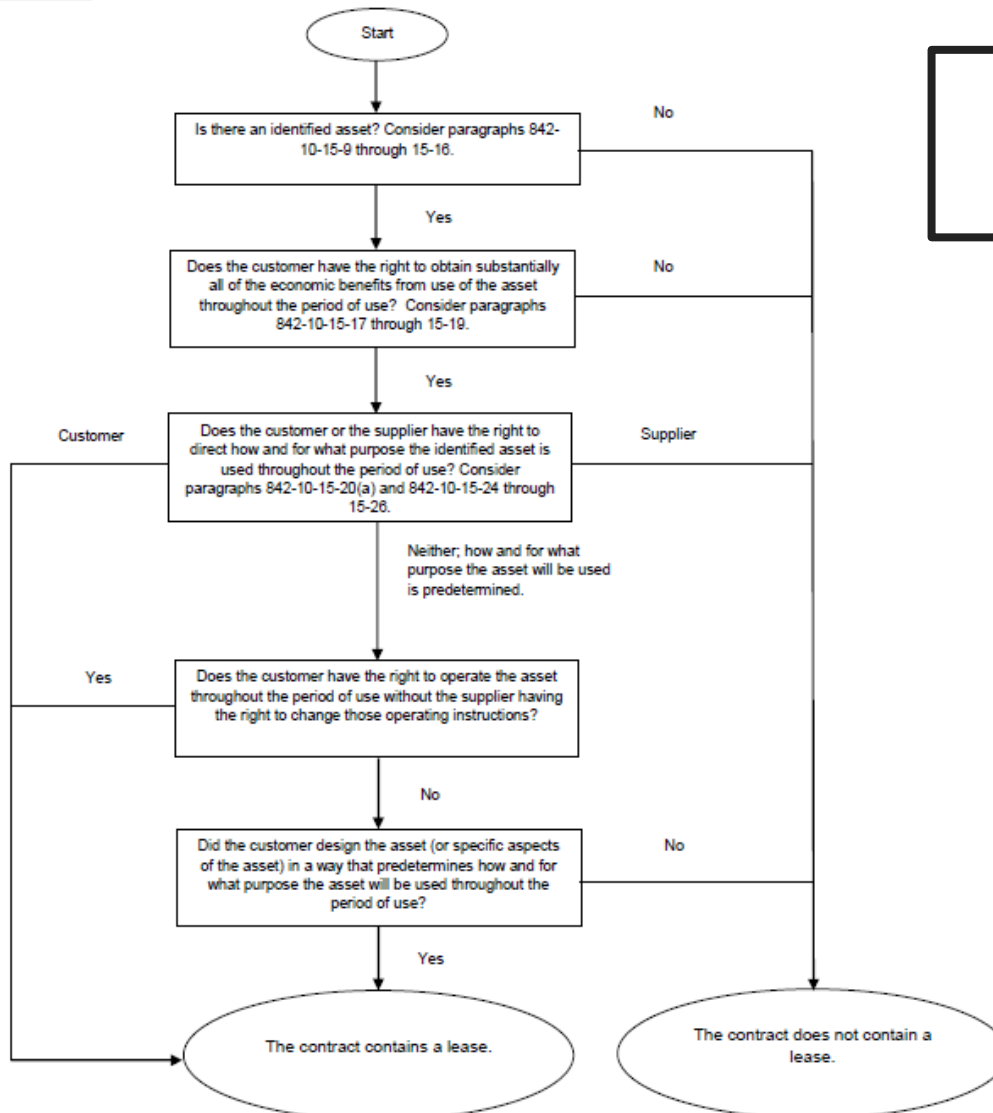 Start
No
Is there an identified asset? Consider paragraphs 842-
10-15-9 through 15-16.
Yes
Does the customer have the right to obtain substantially
all of the economic benefits from use of the asset
throughout the period of use? Consider paragraphs
842-10-15-17 through 15-19.
No
Yes
Customer
Does the customer or the supplier have the right to
direct how and for what purpose the identified asset is
used throughout the period of use? Consider
paragraphs 842-10-15-20(a) and 842-10-15-24 through
15-26.
Supplier
Neither; how and for what
purpose the asset will be used
is predetermined.
Yes
Does the customer have the right to operate the asset
throughout the period of use without the supplier having
the right to change those operating instructions?
No
Did the customer design the asset (or specific aspects
of the asset) in a way that predetermines how and for
what purpose the asset will be used throughout the
period of use?
No
Yes
The contract contains a lease.
The contract does not contain a
lease.